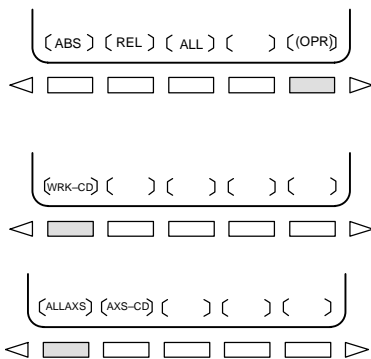 [ABS] [REL] [ALL] [ ] [(OPR)]
[WRK–CD] [ ] [ ] [ ] [ ]
[ALLAXS] [AXS–CD] [ ] [ ] [ ]